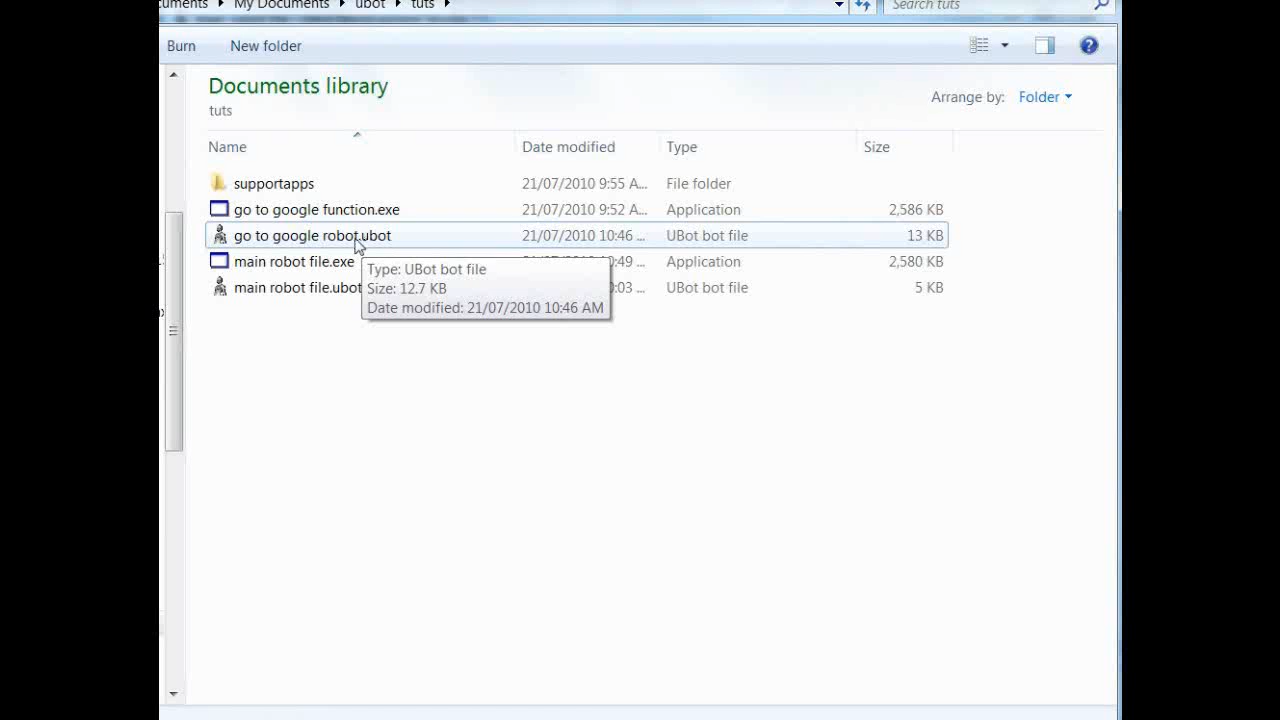 My Documents ubot tuts Search tuts
Burn New folder
Documents library
tuts
Arrange by: Folder
Name Date modified Type Size
supportapps 21/07/2010 9:55 A... File folder
go to google function.exe 21/07/2010 9:52 A... Application 2,586 KB
go to google robot.ubot 21/07/2010 10:46 ... UBot bot file 13 KB
main robot file.exe 0:49 ... Application 2,580 KB
main robot file.ubot 0:03 ... UBot bot file 5 KB
Type: UBot bot file
Size: 12.7 KB
Date modified: 21/07/2010 10:46 AM